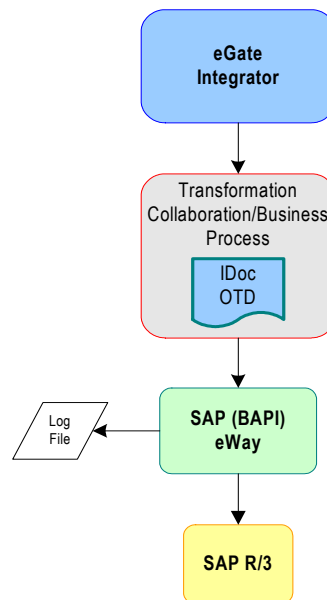 eGate
Integrator
Transformation
Collaboration/Business
Process
IDoc
OTD
SAP (BAPI)
eWay
Log
File
SAP R/3